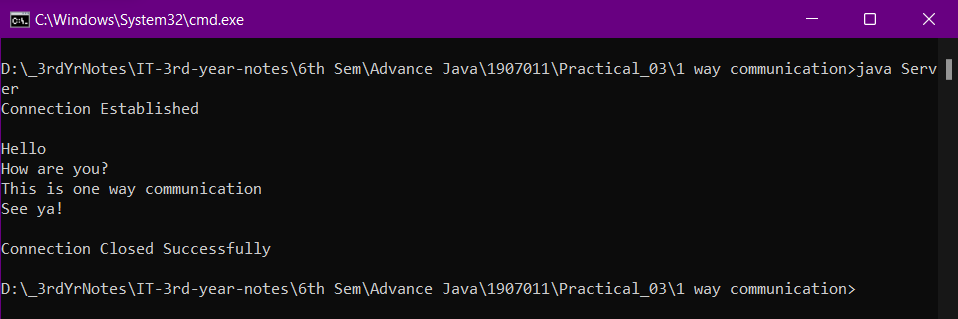 C:\Windows\System32\cmd.exe
D:\_3rdYrNotes\IT-3rd-year-notes\6th Sem\Advance Java\1907011\Practical_03\1 way communication>java Serv
er
Connection Established
Hello
How are you?
This is one way communication
See ya!
Connection Closed Successfully
D:\_3rdYrNotes\IT-3rd-year-notes\6th Sem\Advance Java\1907011\Practical_03\1 way communication>